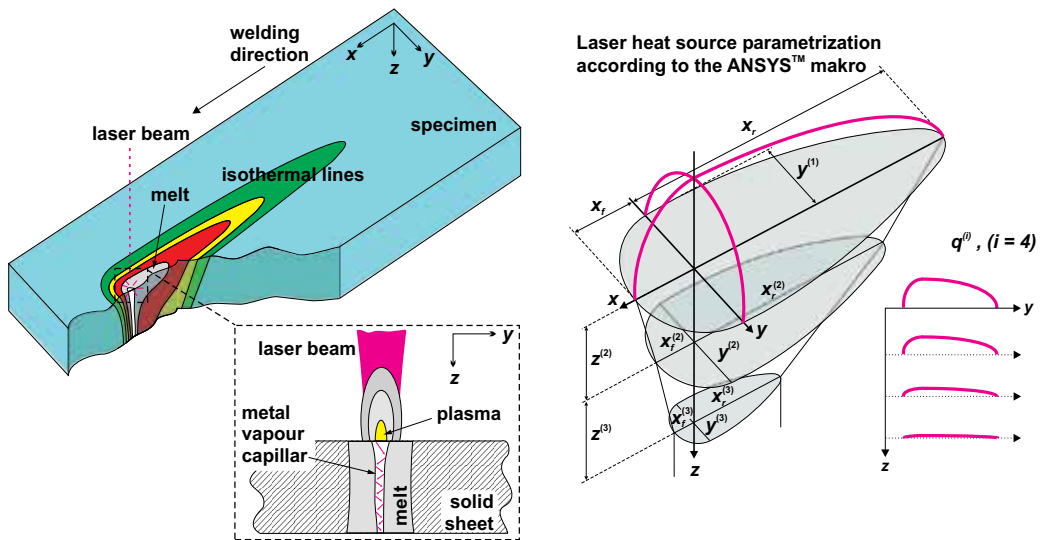 welding
direction
x
z
y
laser beam
specimen
isothermal lines
melt
laser beam
y
z
plasma
metal
vapour
capillar
melt
solid
sheet
Laser heat source parametrization
according to the ANSYS™ makro
x_r
y⁽¹⁾
x_f
q⁽ⁱ⁾ , (i = 4)
x
x_r⁽²⁾
y
y
x_f⁽²⁾
y⁽²⁾
z⁽²⁾
x_r⁽³⁾
x_f⁽³⁾
y⁽³⁾
z⁽³⁾
z
z